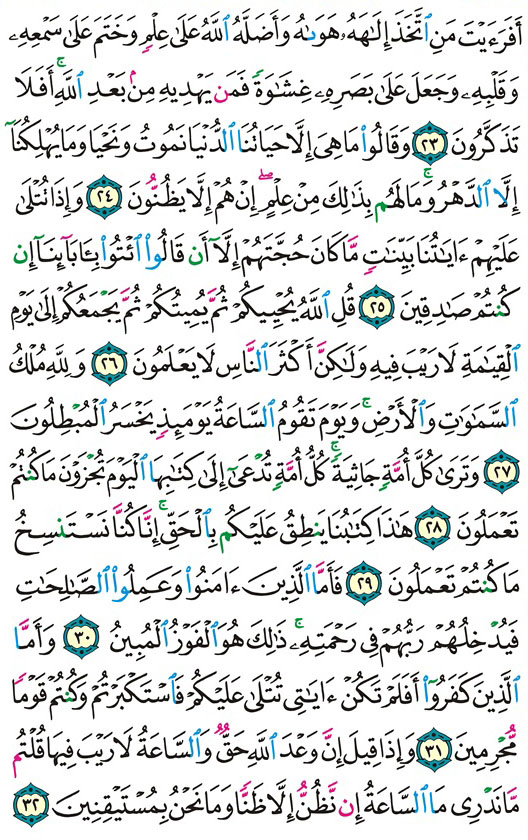 أَفَرَءَيْتَ مَنِ ٱتَّخَذَ إِلَٰهَهُۥ هَوَىٰهُ وَأَضَلَّهُ ٱللَّهُ عَلَىٰ عِلْمٍۢ وَخَتَمَ عَلَىٰ سَمْعِهِۦ
وَقَلْبِهِۦ وَجَعَلَ عَلَىٰ بَصَرِهِۦ غِشَٰوَةًۭ فَمَن يَهْدِيهِ مِنۢ بَعْدِ ٱللَّهِ ۚ أَفَلَا
تَذَكَّرُونَ ٢٣ وَقَالُوا۟ مَا هِىَ إِلَّا حَيَاتُنَا ٱلدُّنْيَا نَمُوتُ وَنَحْيَا وَمَا يُهْلِكُنَآ
إِلَّا ٱلدَّهْرُ ۚ وَمَا لَهُم بِذَٰلِكَ مِنْ عِلْمٍ ۖ إِنْ هُمْ إِلَّا يَظُنُّونَ ٢٤ وَإِذَا تُتْلَىٰ
عَلَيْهِمْ ءَايَٰتُنَا بَيِّنَٰتٍۢ مَّا كَانَ حُجَّتَهُمْ إِلَّآ أَن قَالُوا۟ ٱئْتُوا۟ بِـَٔابَآئِنَآ إِن
كُنتُمْ صَٰدِقِينَ ٢٥ قُلِ ٱللَّهُ يُحْيِيكُمْ ثُمَّ يُمِيتُكُمْ ثُمَّ يَجْمَعُكُمْ إِلَىٰ يَوْمِ
ٱلْقِيَٰمَةِ لَا رَيْبَ فِيهِ وَلَٰكِنَّ أَكْثَرَ ٱلنَّاسِ لَا يَعْلَمُونَ ٢٦ وَلِلَّهِ مُلْكُ
ٱلسَّمَٰوَٰتِ وَٱلْأَرْضِ ۚ وَيَوْمَ تَقُومُ ٱلسَّاعَةُ يَوْمَئِذٍۢ يَخْسَرُ ٱلْمُبْطِلُونَ
٢٧ وَتَرَىٰ كُلَّ أُمَّةٍۢ جَاثِيَةًۭ ۚ كُلُّ أُمَّةٍۢ تُدْعَىٰٓ إِلَىٰ كِتَٰبِهَا ٱلْيَوْمَ تُجْزَوْنَ مَا كُنتُمْ
تَعْمَلُونَ ٢٨ هَٰذَا كِتَٰبُنَا يَنطِقُ عَلَيْكُم بِٱلْحَقِّ ۚ إِنَّا كُنَّا نَسْتَنسِخُ
مَا كُنتُمْ تَعْمَلُونَ ٢٩ فَأَمَّا ٱلَّذِينَ ءَامَنُوا۟ وَعَمِلُوا۟ ٱلصَّٰلِحَٰتِ
فَيُدْخِلُهُمْ رَبُّهُمْ فِى رَحْمَتِهِۦ ۚ ذَٰلِكَ هُوَ ٱلْفَوْزُ ٱلْمُبِينُ ٣٠ وَأَمَّا
ٱلَّذِينَ كَفَرُوٓا۟ أَفَلَمْ تَكُنْ ءَايَٰتِى تُتْلَىٰ عَلَيْكُمْ فَٱسْتَكْبَرْتُمْ وَكُنتُمْ قَوْمًۭا
مُّجْرِمِينَ ٣١ وَإِذَا قِيلَ إِنَّ وَعْدَ ٱللَّهِ حَقٌّۭ وَٱلسَّاعَةُ لَا رَيْبَ فِيهَا قُلْتُم
مَّا نَدْرِى مَا ٱلسَّاعَةُ إِن نَّظُنُّ إِلَّا ظَنًّۭا وَمَا نَحْنُ بِمُسْتَيْقِنِينَ ٣٢